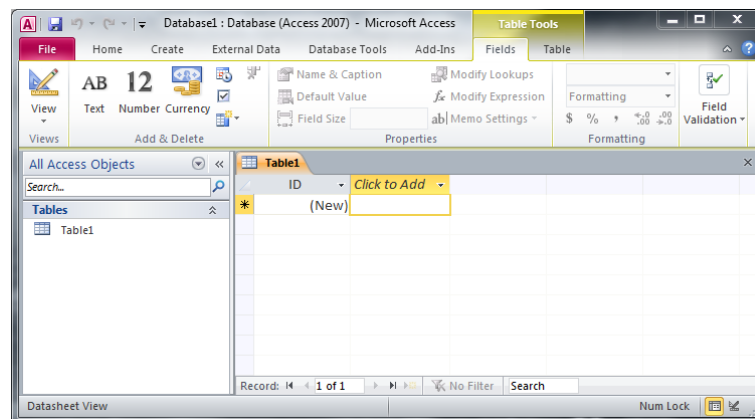 Database1 : Database (Access 2007) - Microsoft Access Table Tools
File Home Create External Data Database Tools Add-Ins Fields Table
View AB Text 12 Number Currency
Name & Caption Modify Lookups
Default Value fx Modify Expression Formatting
Field Size ab| Memo Settings $ % , Field Validation
Views Add & Delete Properties Formatting
All Access Objects « Table1
Search... ID Click to Add
Tables (New)
Table1
Record: 1 of 1 No Filter Search
Datasheet View Num Lock